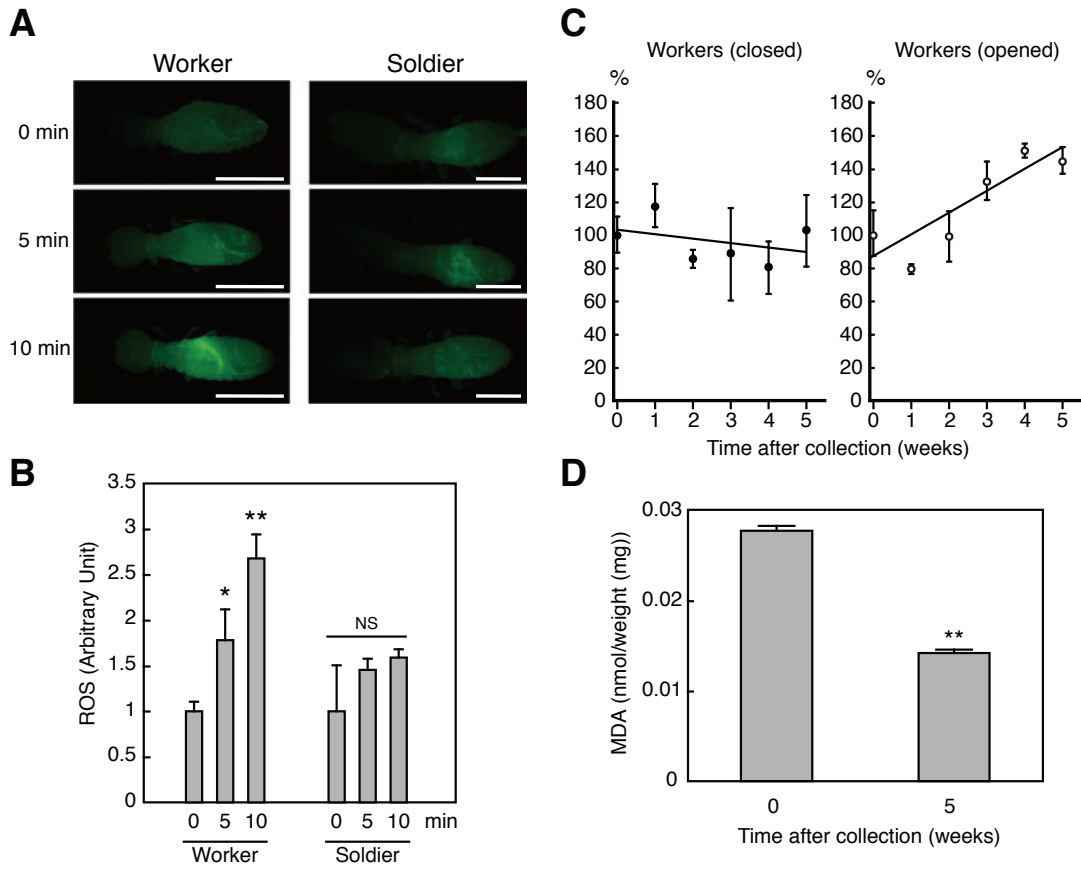 A
Worker
Soldier
0 min
5 min
10 min
B
ROS (Arbitrary Unit)
3.5
3
2.5
2
1.5
1
0.5
0
*
**
NS
0 5 10 0 5 10 min
Worker
Soldier
C
Workers (closed)
Workers (opened)
%
180
160
140
120
100
80
60
40
20
0
0 1 2 3 4 5
%
180
160
140
120
100
80
60
40
20
0
0 1 2 3 4 5
Time after collection (weeks)
D
MDA (nmol/weight (mg))
0.03
0.02
0.01
0
**
0 5
Time after collection (weeks)